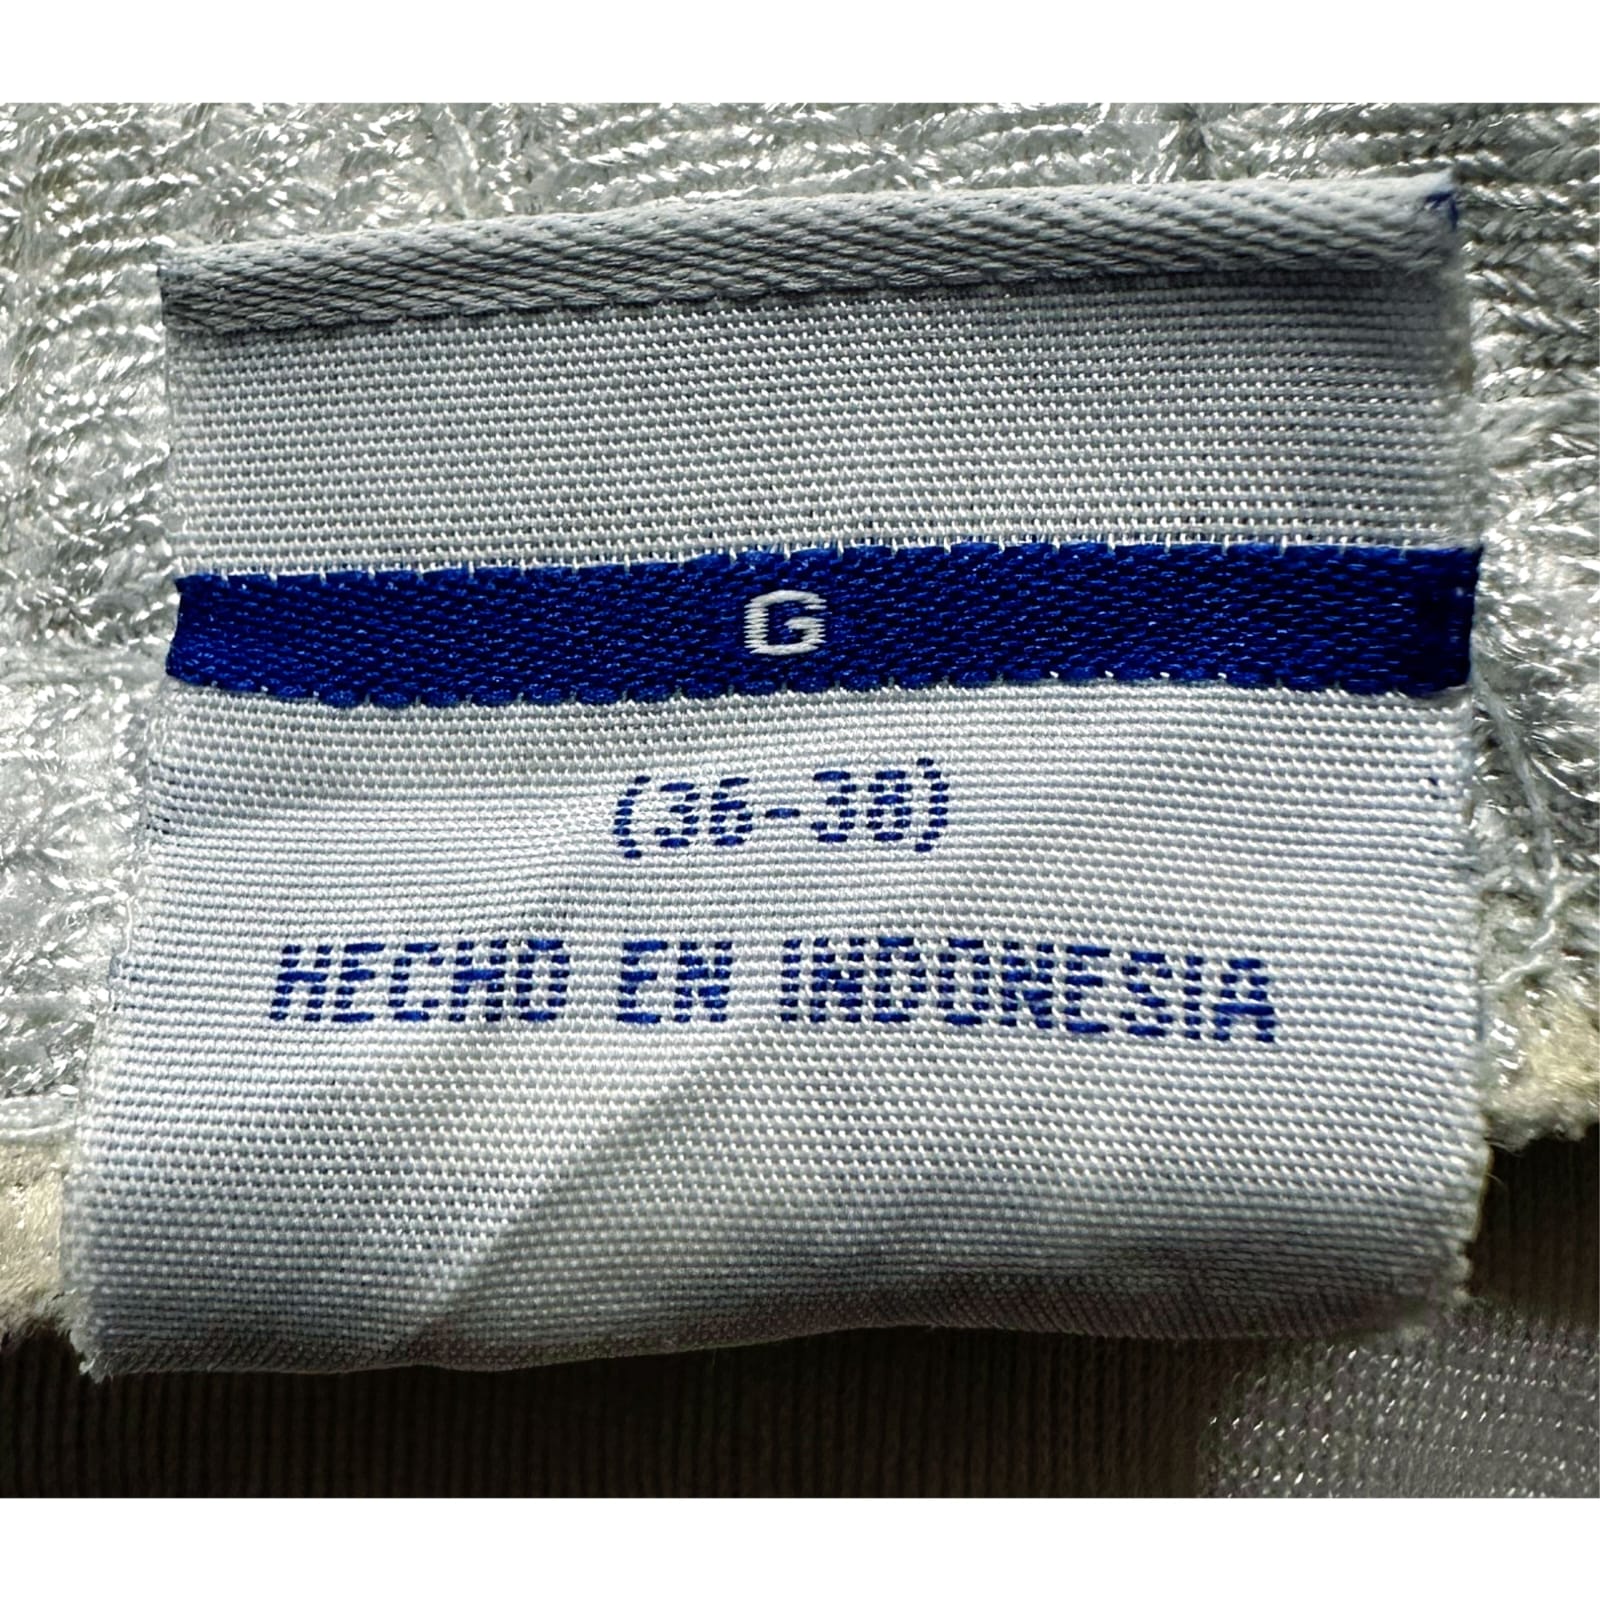 G
(36-38)
HECHO EN INDONESIA